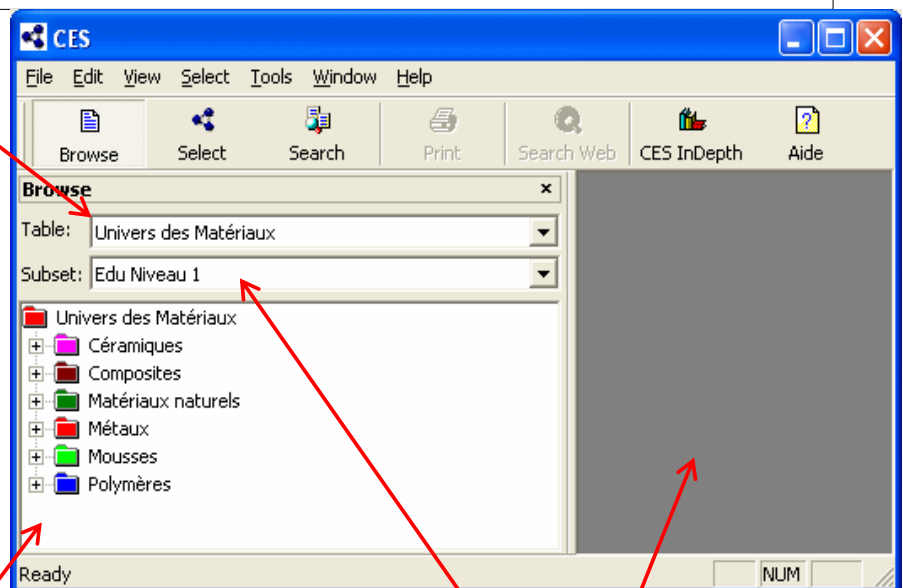 CES
File Edit View Select Tools Window Help
Browse Select Search Print Search Web CES InDepth Aide
Browse
Table: Univers des Matériaux
Subset: Edu Niveau 1
Univers des Matériaux
Céramiques
Composites
Matériaux naturels
Métaux
Mousses
Polymères
Ready NUM